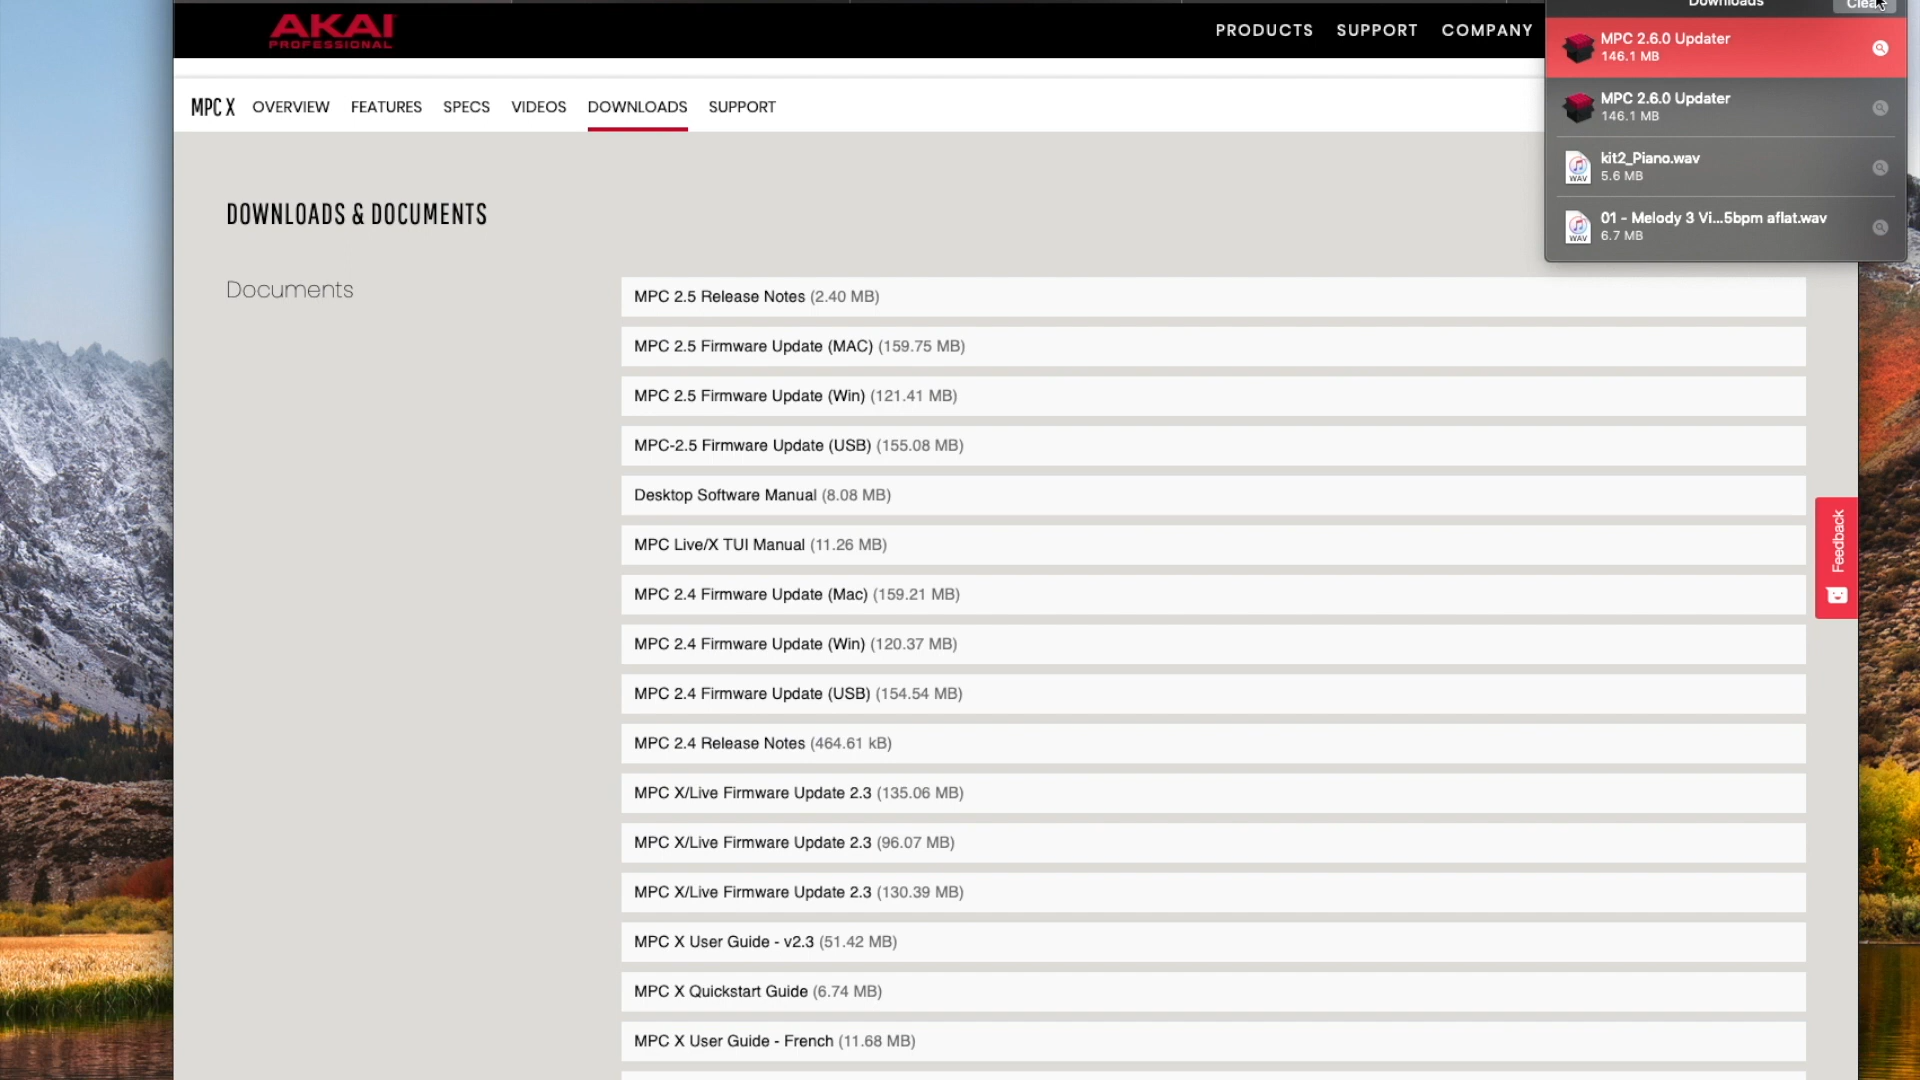 AKAI
PROFESSIONAL
PRODUCTS
SUPPORT
COMPANY
Downloads
Clear
MPC 2.6.0 Updater
146.1 MB
MPC 2.6.0 Updater
146.1 MB
kit2_Piano.wav
5.6 MB
WAV
01 - Melody 3 Vi...5bpm aflat.wav
6.7 MB
WAV
MPC X
OVERVIEW
FEATURES
SPECS
VIDEOS
DOWNLOADS
SUPPORT
DOWNLOADS & DOCUMENTS
Documents
MPC 2.5 Release Notes (2.40 MB)
MPC 2.5 Firmware Update (MAC) (159.75 MB)
MPC 2.5 Firmware Update (Win) (121.41 MB)
MPC-2.5 Firmware Update (USB) (155.08 MB)
Desktop Software Manual (8.08 MB)
MPC Live/X TUI Manual (11.26 MB)
MPC 2.4 Firmware Update (Mac) (159.21 MB)
MPC 2.4 Firmware Update (Win) (120.37 MB)
MPC 2.4 Firmware Update (USB) (154.54 MB)
MPC 2.4 Release Notes (464.61 kB)
MPC X/Live Firmware Update 2.3 (135.06 MB)
MPC X/Live Firmware Update 2.3 (96.07 MB)
MPC X/Live Firmware Update 2.3 (130.39 MB)
MPC X User Guide - v2.3 (51.42 MB)
MPC X Quickstart Guide (6.74 MB)
MPC X User Guide - French (11.68 MB)
Feedback